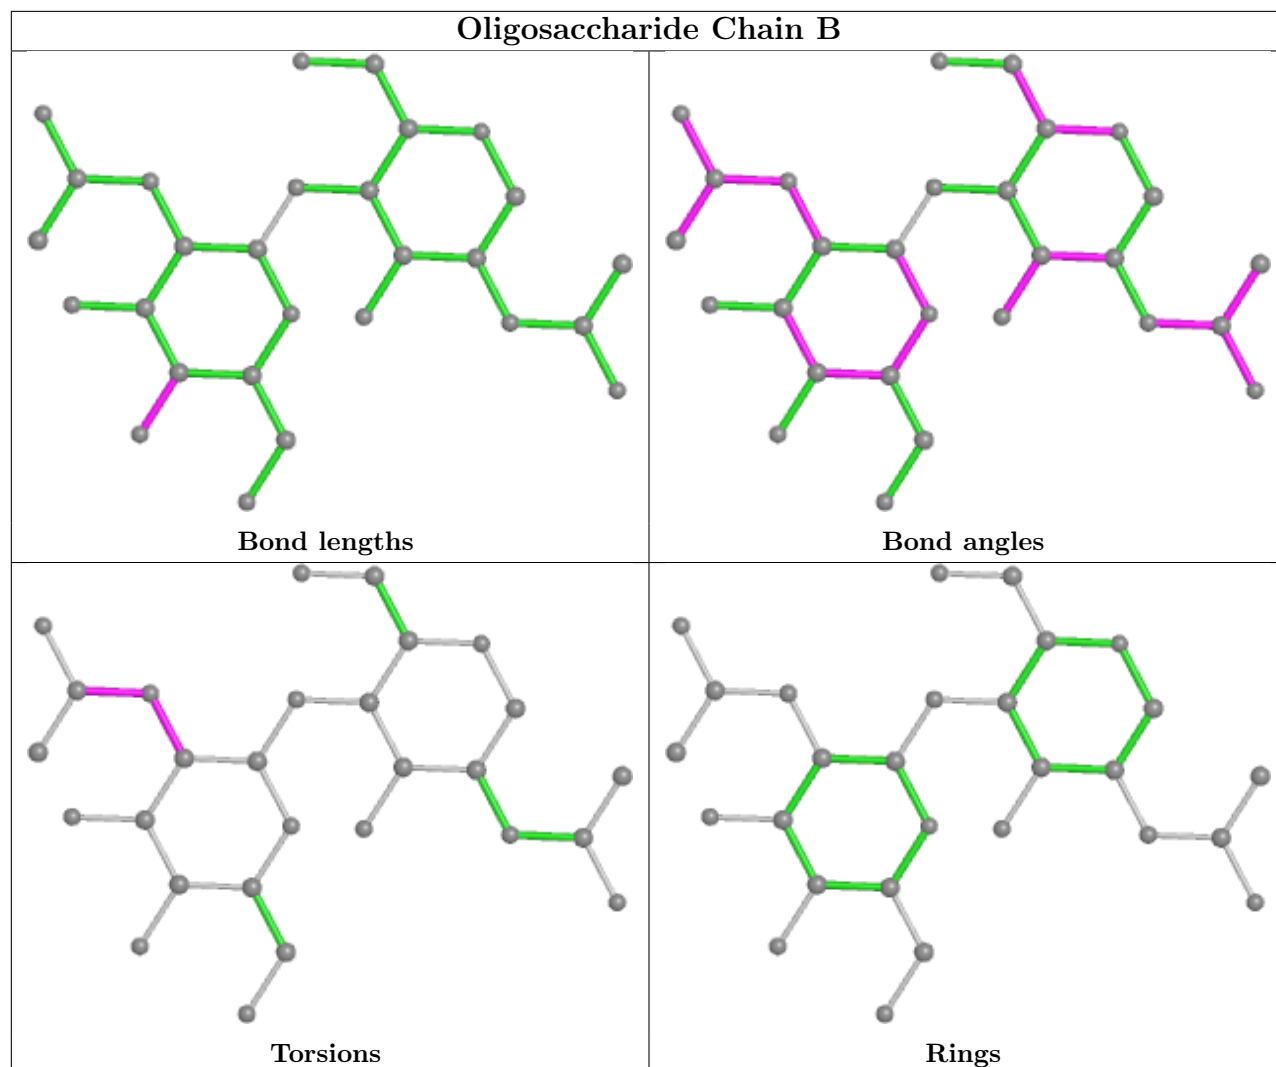 Oligosaccharide Chain B
Bond lengths
Bond angles
Torsions
Rings